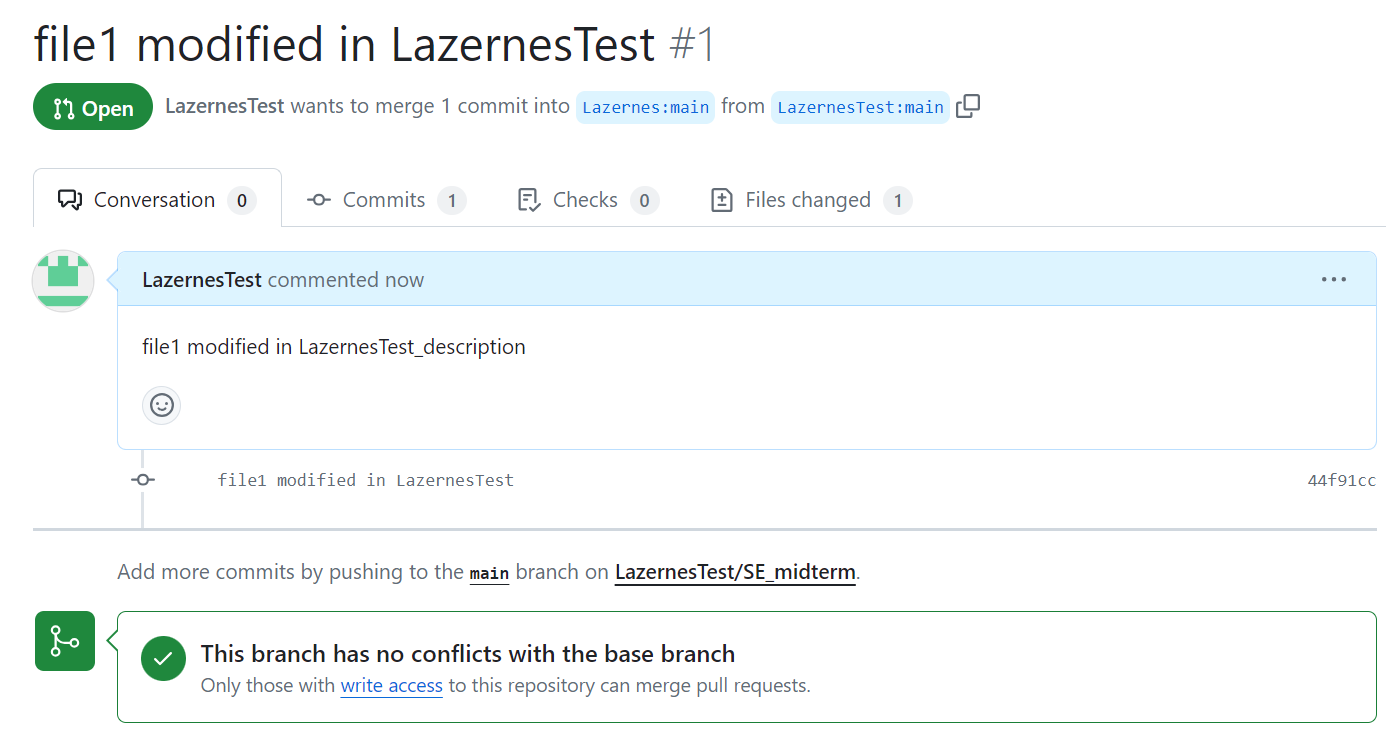 file1 modified in LazernesTest #1
Open LazernesTest wants to merge 1 commit into Lazernes:main from LazernesTest:main
Conversation 0 Commits 1 Checks 0 Files changed 1
LazernesTest commented now
file1 modified in LazernesTest_description
file1 modified in LazernesTest 44f91cc
Add more commits by pushing to the main branch on LazernesTest/SE_midterm.
This branch has no conflicts with the base branch
Only those with write access to this repository can merge pull requests.